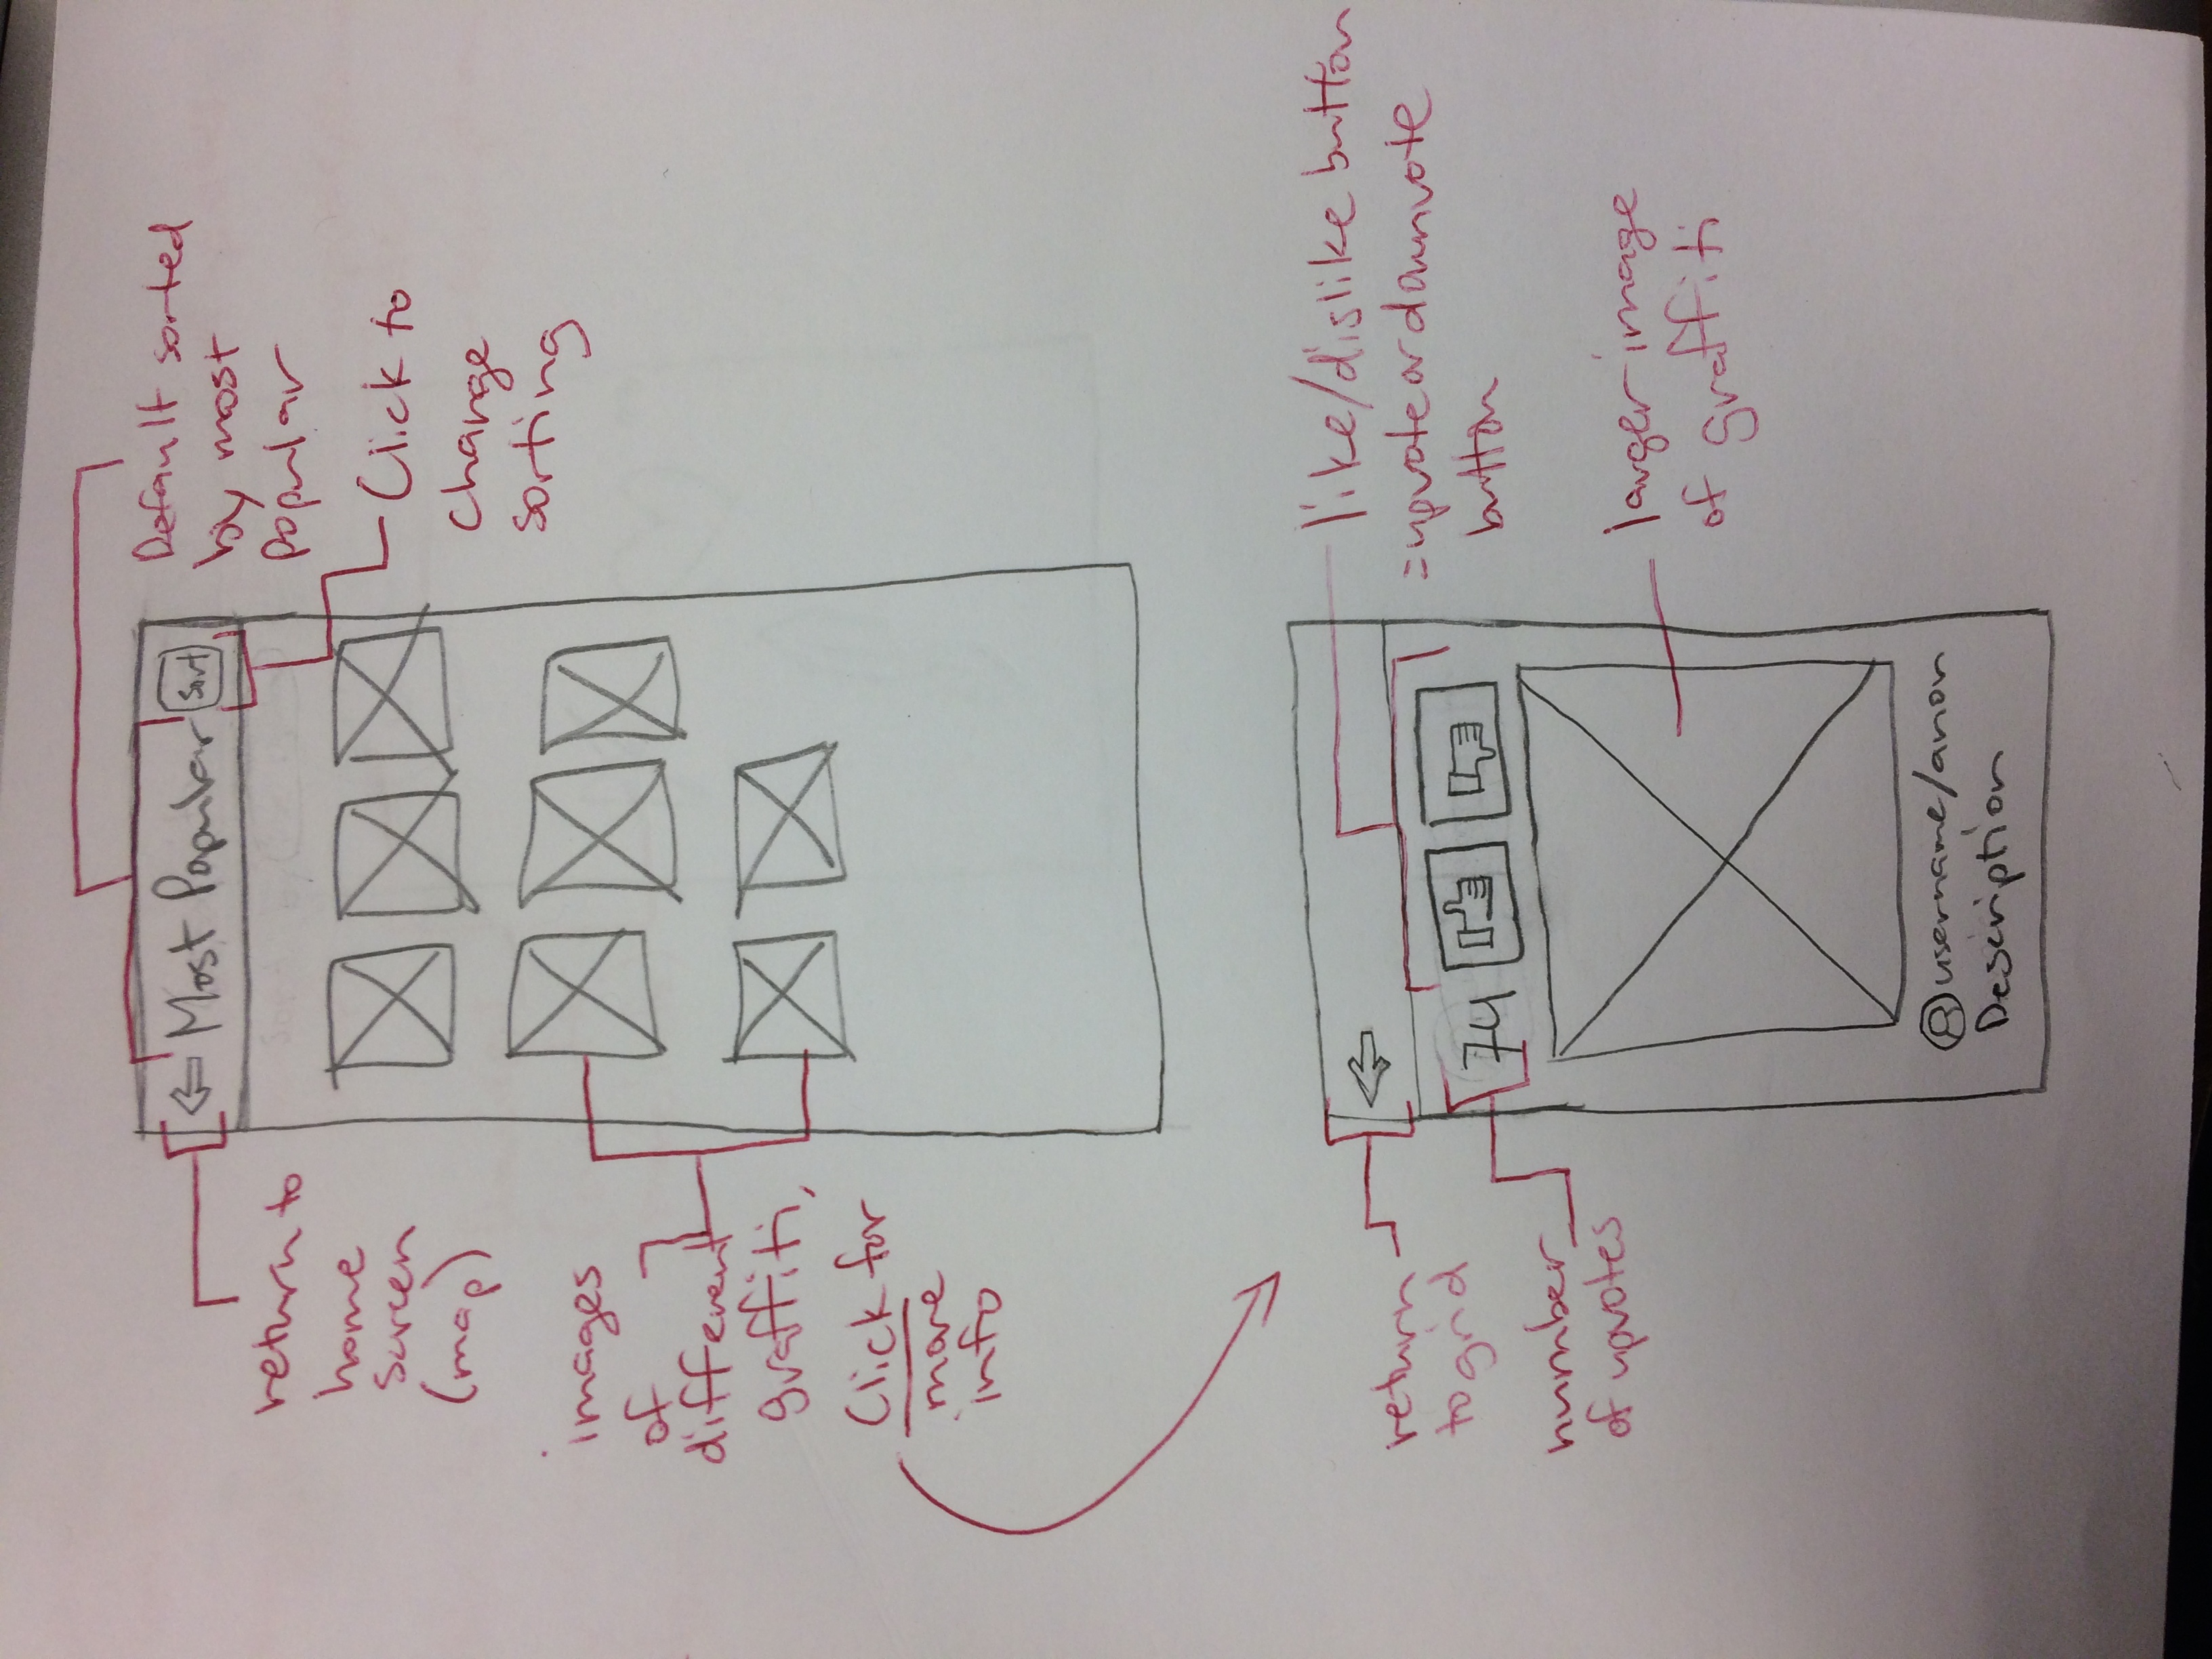 Most Popular
Sort
Default sorted
by most
Popular
return to
home
screen
(map)
Click to
change
sorting
images
of
different
graffiti,
Click for
more
info
return
to grid
like/dislike button
=upvote or downvote
button
74
number
of upvotes
larger image
of graffiti
username/anon
Description